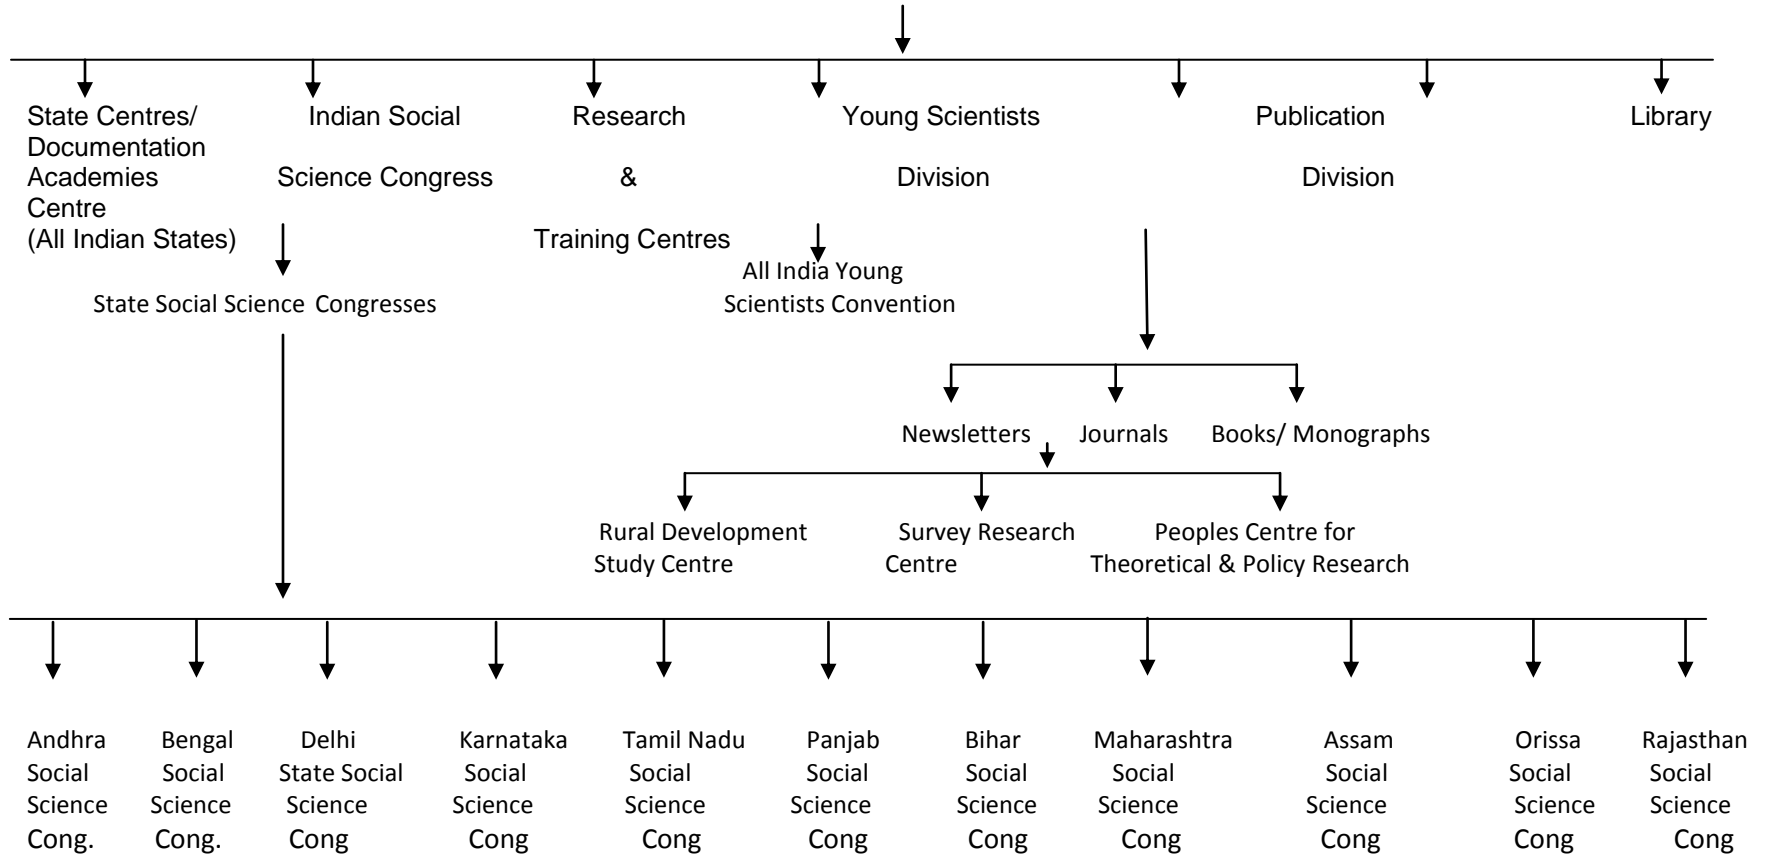 State Centres/ Indian Social Research Young Scientists Publication Library
Documentation
Academies Science Congress & Division Division
Centre
(All Indian States) Training Centres
All India Young
State Social Science Congresses Scientists Convention
Newsletters Journals Books/ Monographs
Rural Development Survey Research Peoples Centre for
Study Centre Centre Theoretical & Policy Research
Andhra Bengal Delhi Karnataka Tamil Nadu Panjab Bihar Maharashtra Assam Orissa Rajasthan
Social Social State Social Social Social Social Social Social Social Social Social
Science Science Science Science Science Science Science Science Science Science Science
Cong. Cong. Cong Cong Cong Cong Cong Cong Cong Cong Cong